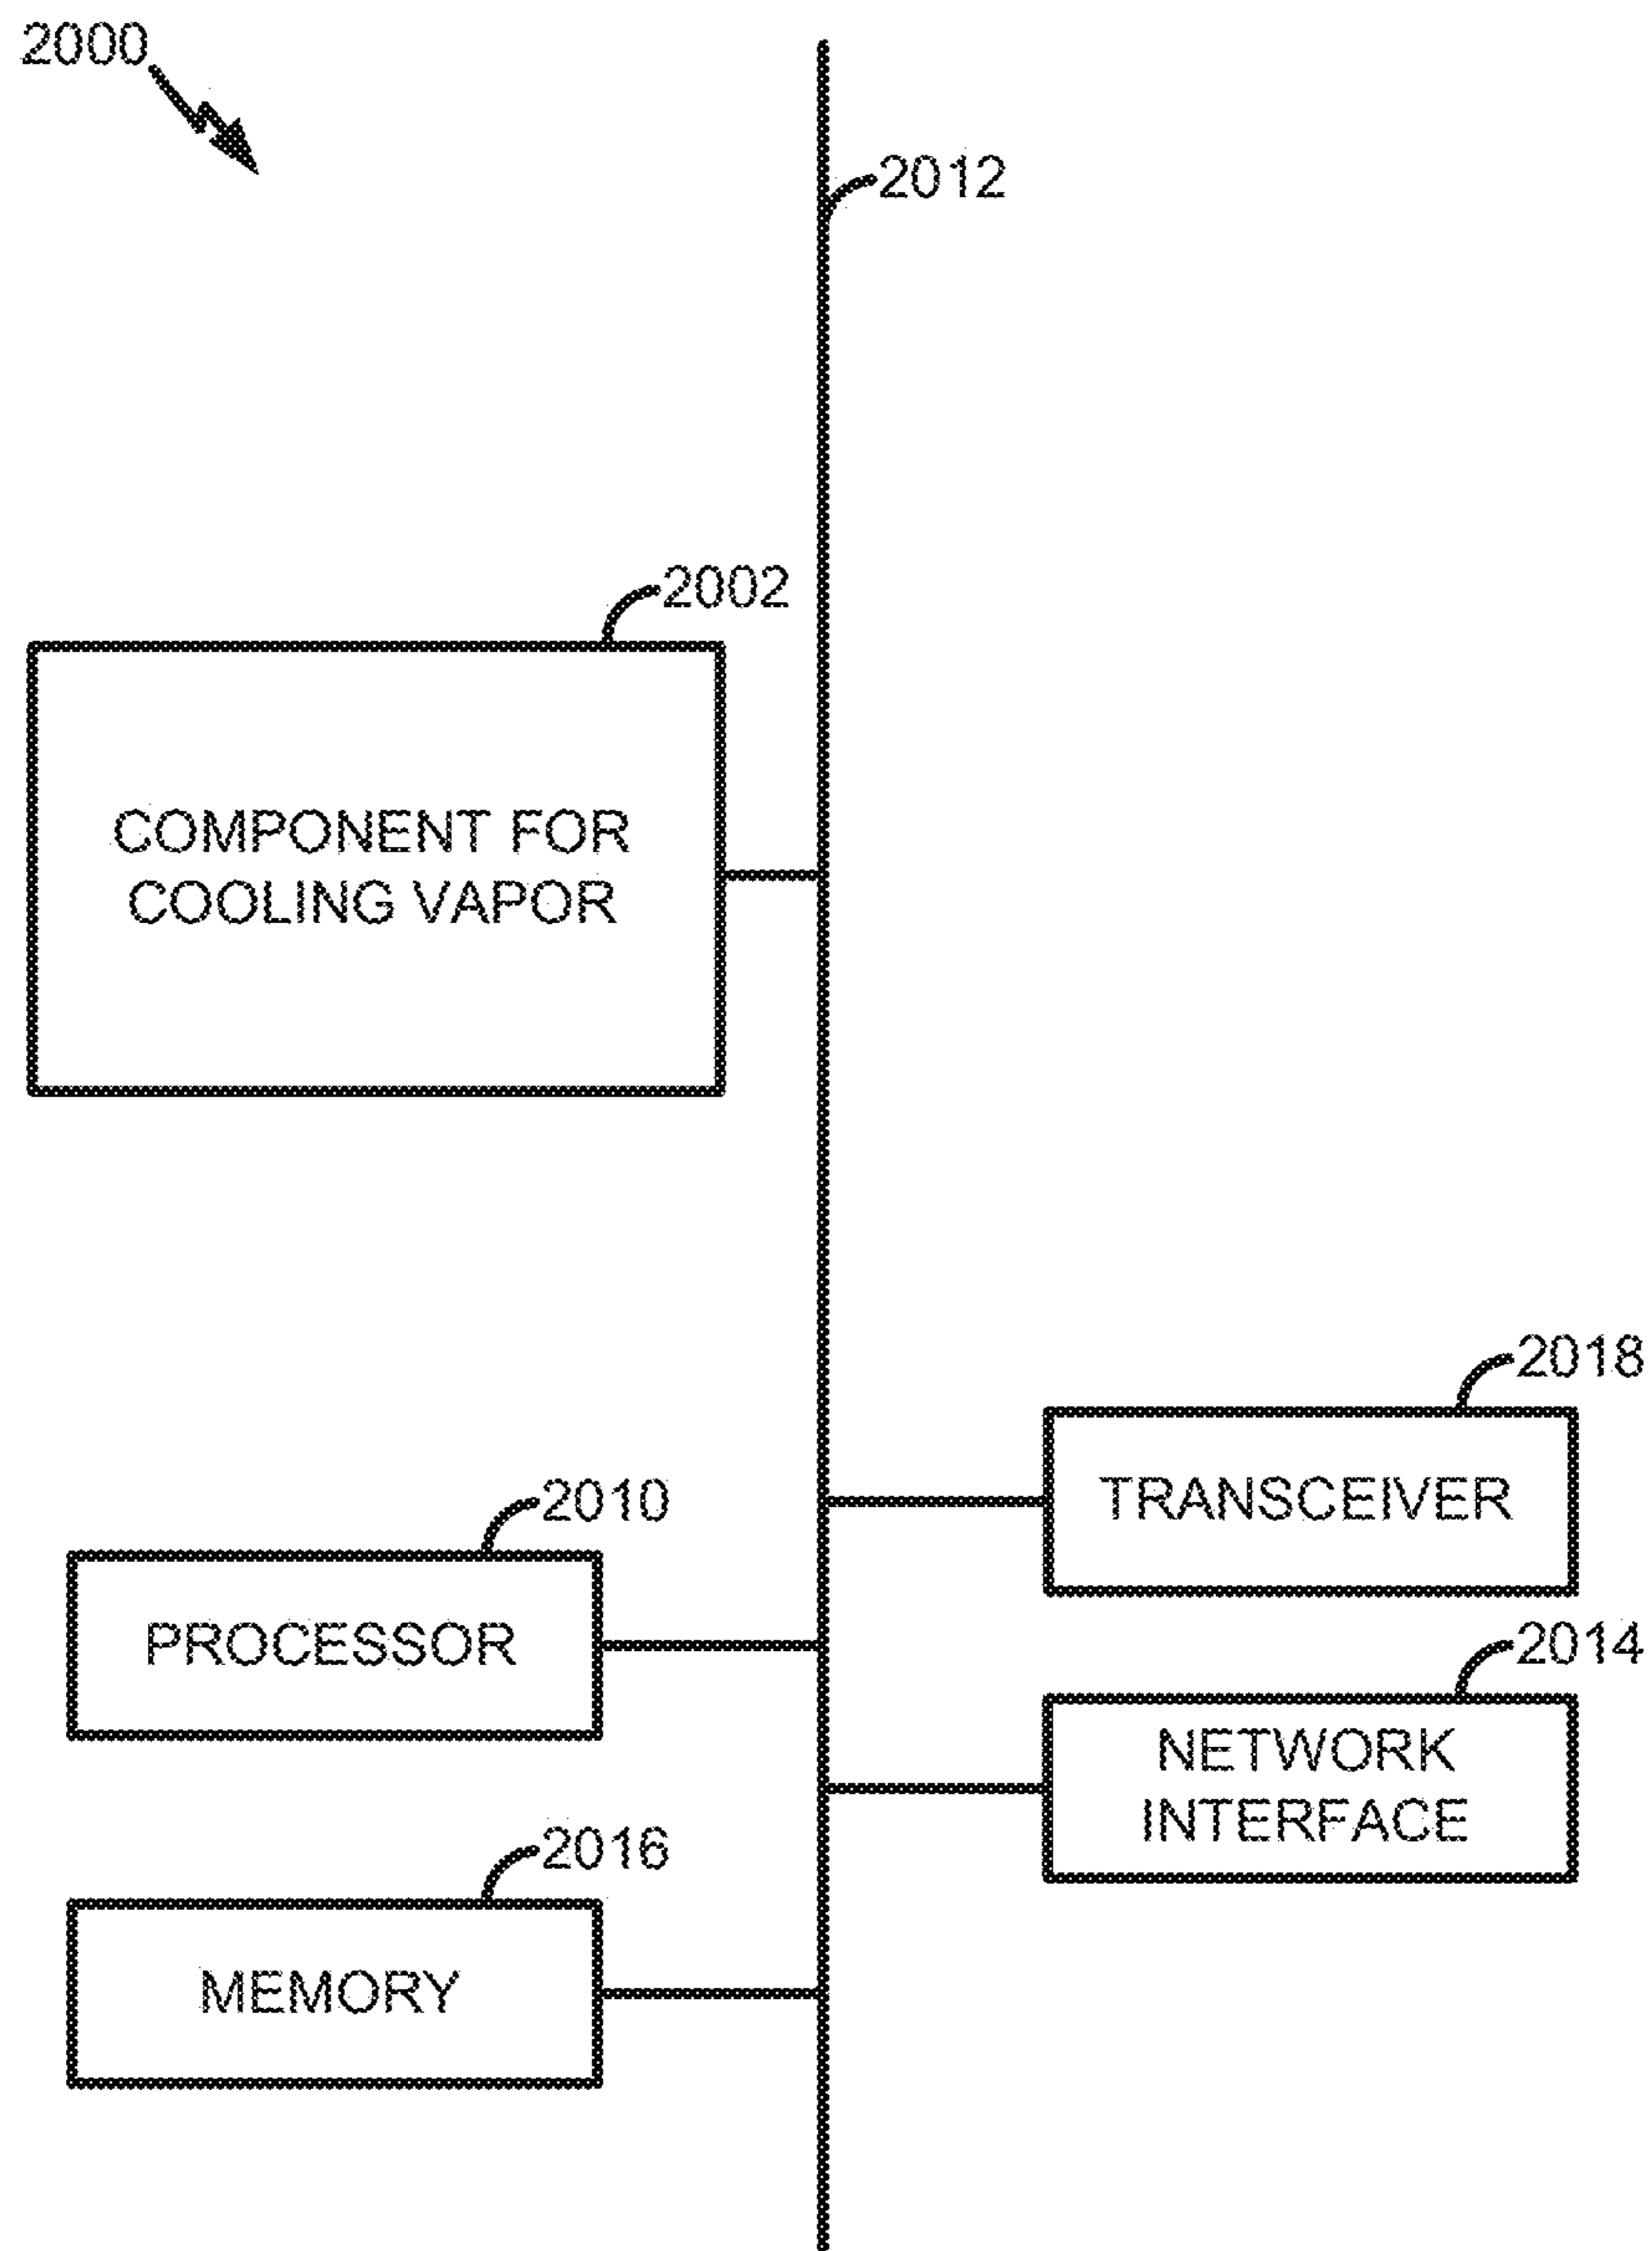 2000
2012
2002
COMPONENT FOR
COOLING VAPOR
2018
TRANSCEIVER
2010
PROCESSOR
2014
NETWORK
INTERFACE
2016
MEMORY